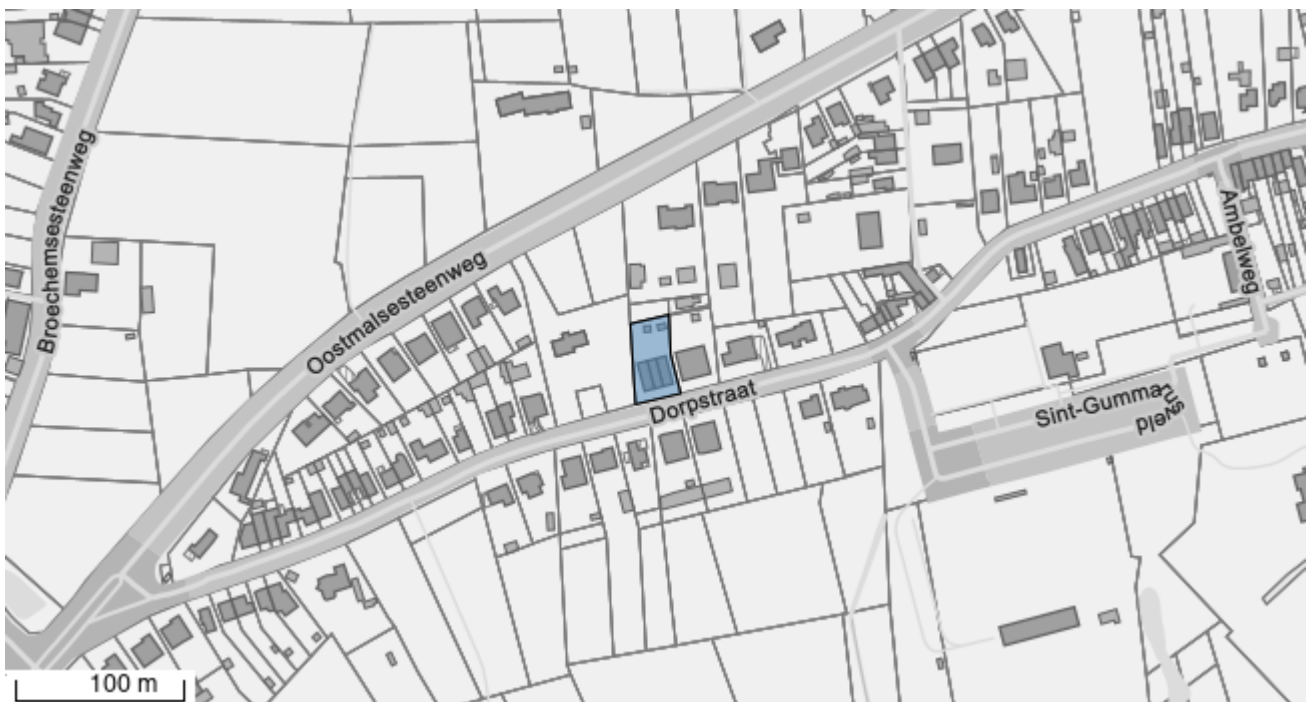 Broechemsesteenweg
Oostmalsesteenweg
Dorpstraat
Ambelweg
Sint-Gummarusveld
100 m